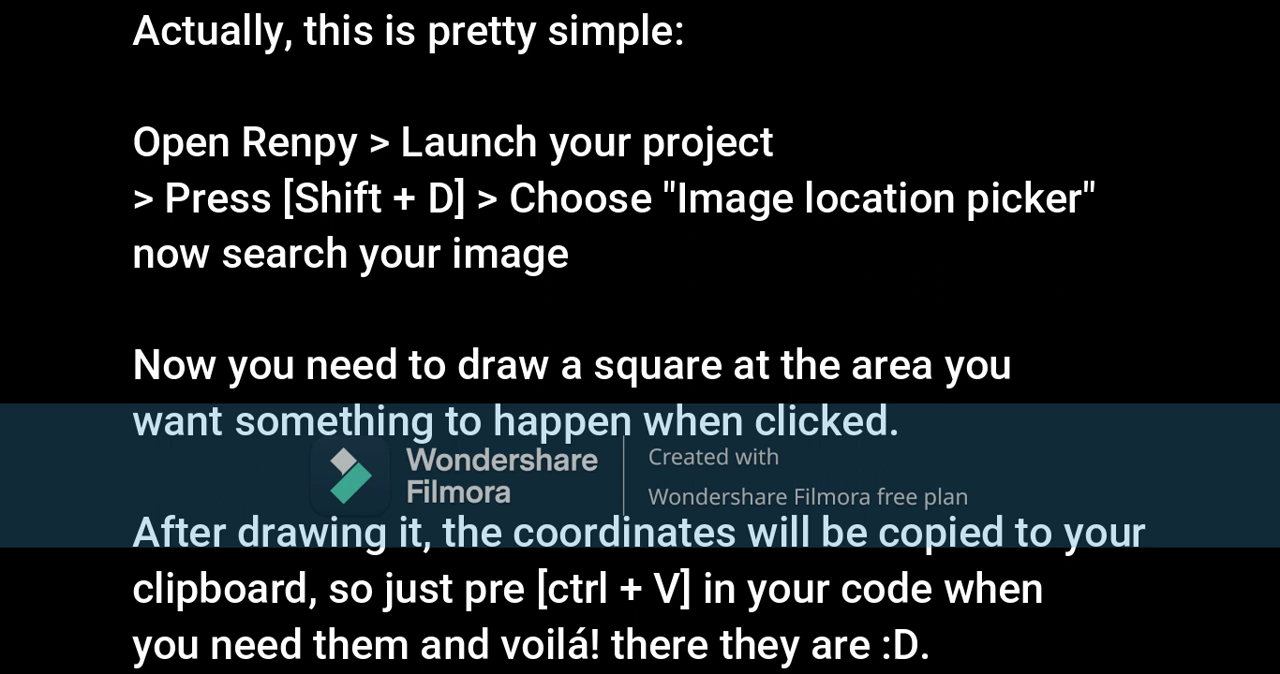 Actually, this is pretty simple:
Open Renpy > Launch your project
> Press [Shift + D] > Choose "Image location picker"
now search your image
Now you need to draw a square at the area you
want something to happen when clicked.
Wondershare
Filmora
Created with
Wondershare Filmora free plan
After drawing it, the coordinates will be copied to your
clipboard, so just pre [ctrl + V] in your code when
you need them and voilá! there they are :D.